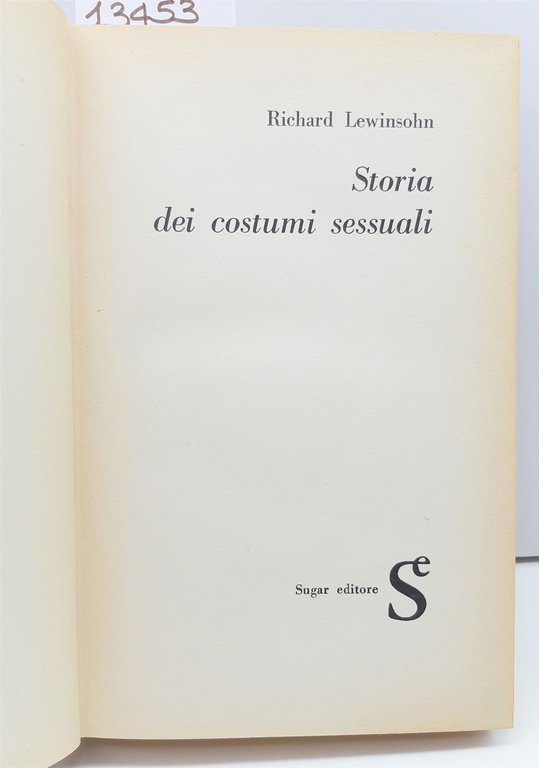 13453
Richard Lewinsohn
Storia
dei costumi sessuali
Sugar editore Se